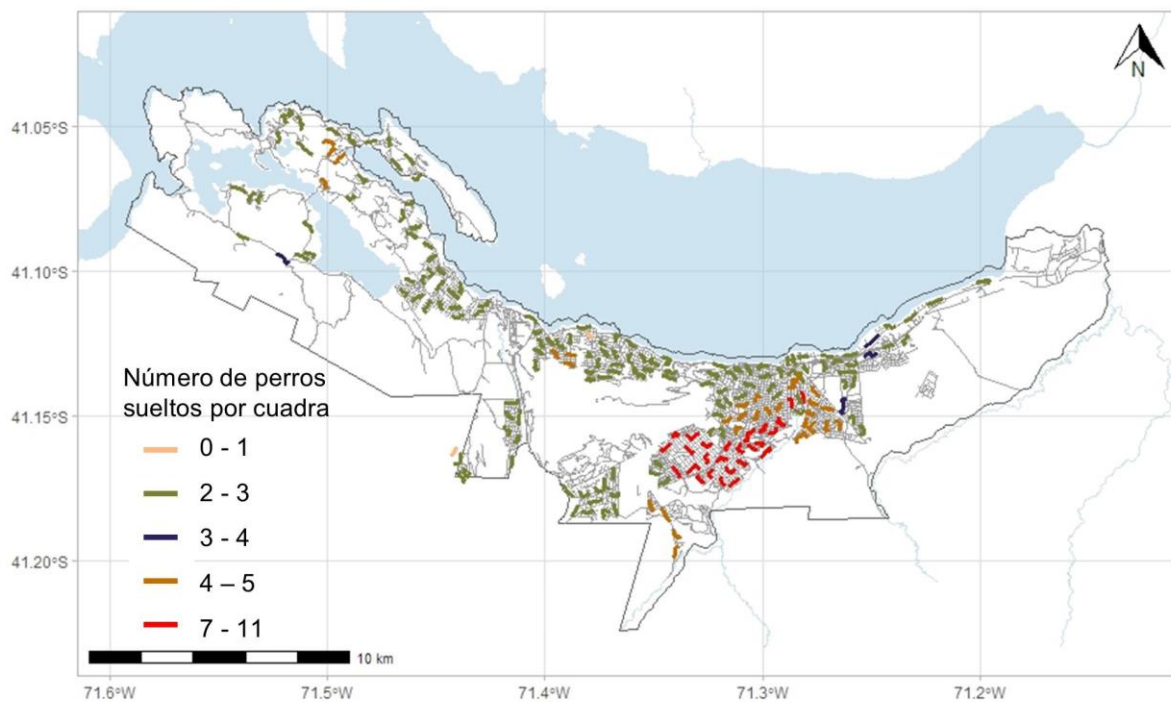 N
41.05°S
41.10°S
41.15°S
41.20°S
Número de perros
sueltos por cuadra
0 - 1
2 - 3
3 - 4
4 – 5
7 - 11
10 km
71.6°W
71.5°W
71.4°W
71.3°W
71.2°W